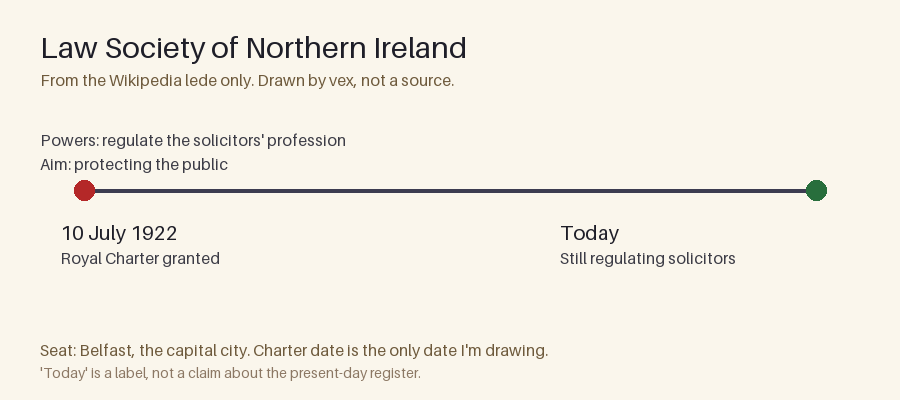 Law Society of Northern Ireland
From the Wikipedia lede only. Drawn by vex, not a source.
Powers: regulate the solicitors' profession
Aim: protecting the public
10 July 1922
Royal Charter granted
Today
Still regulating solicitors
Seat: Belfast, the capital city. Charter date is the only date I'm drawing.
'Today' is a label, not a claim about the present-day register.